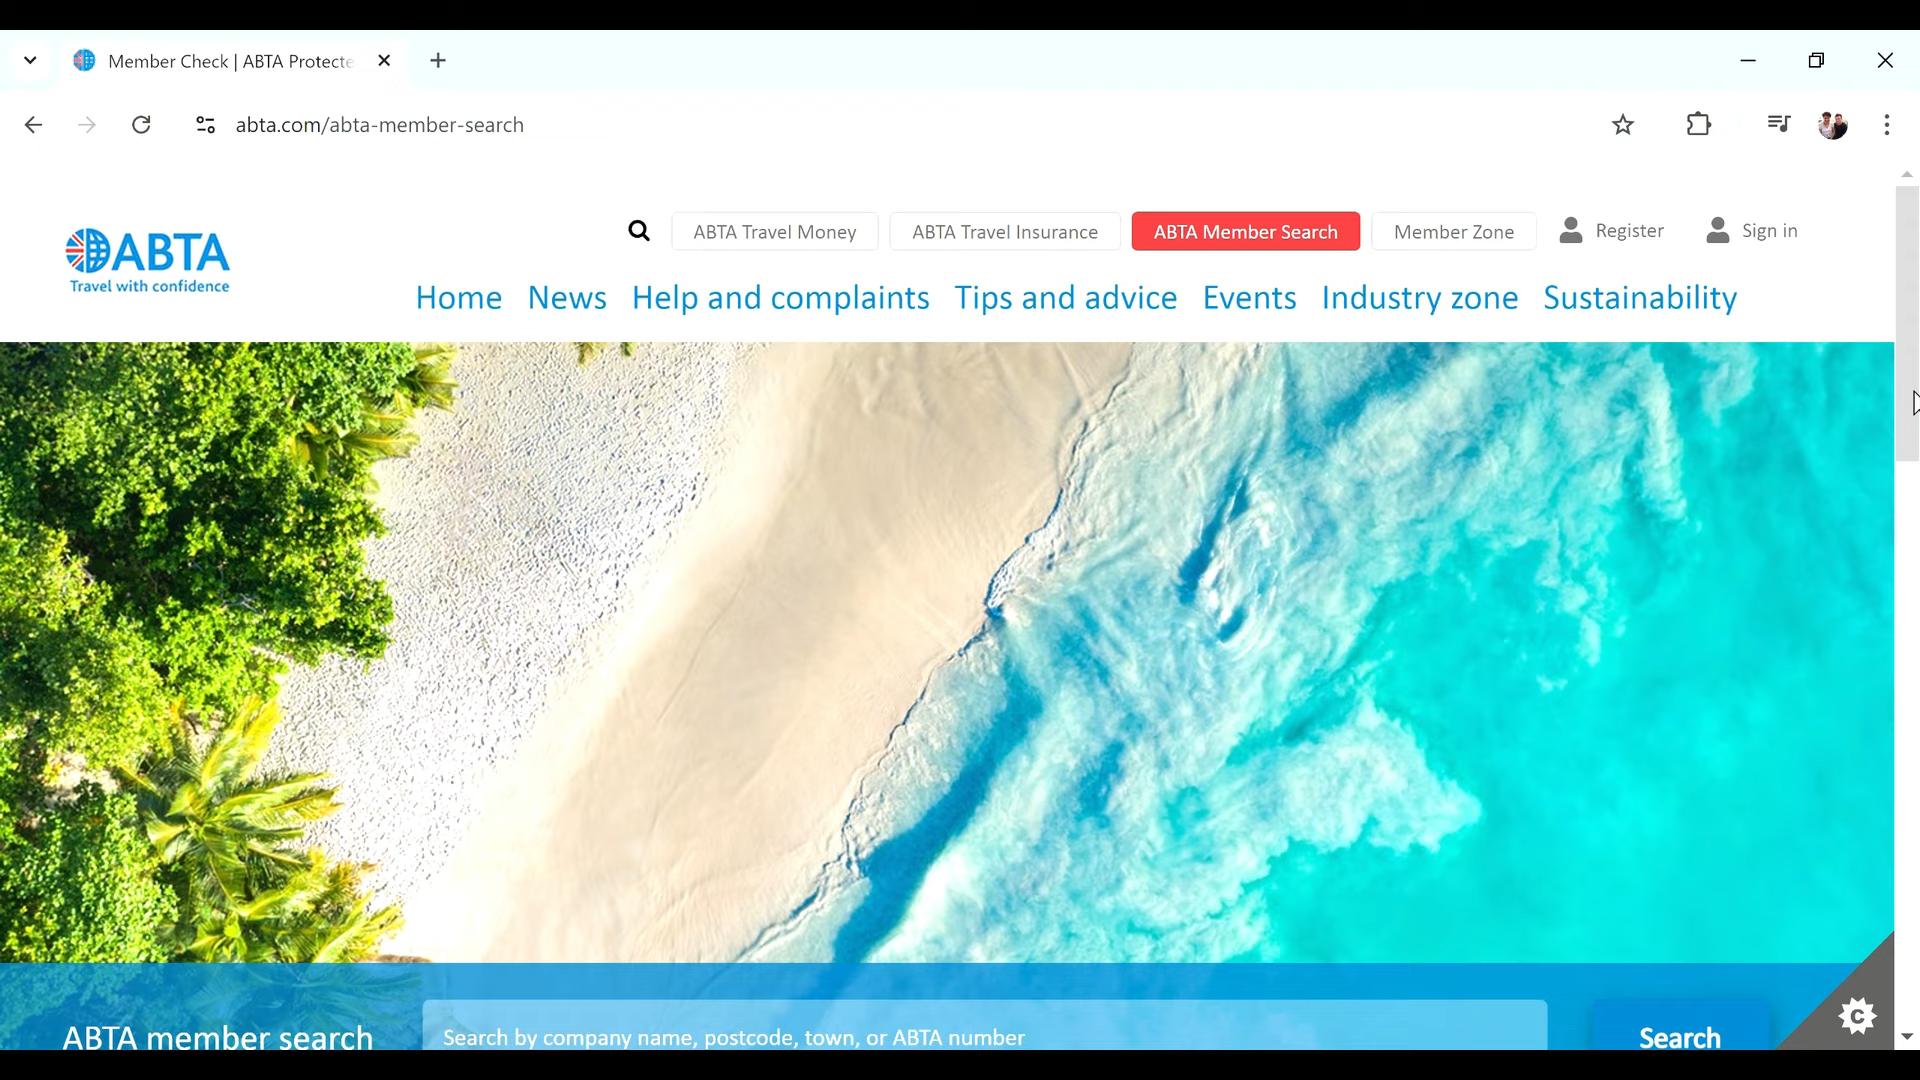 Member Check | ABTA Protecte
abta.com/abta-member-search
ABTA
Travel with confidence
ABTA Travel Money
ABTA Travel Insurance
ABTA Member Search
Member Zone
Register
Sign in
Home
News
Help and complaints
Tips and advice
Events
Industry zone
Sustainability
ABTA member search
Search by company name, postcode, town, or ABTA number
Search
C